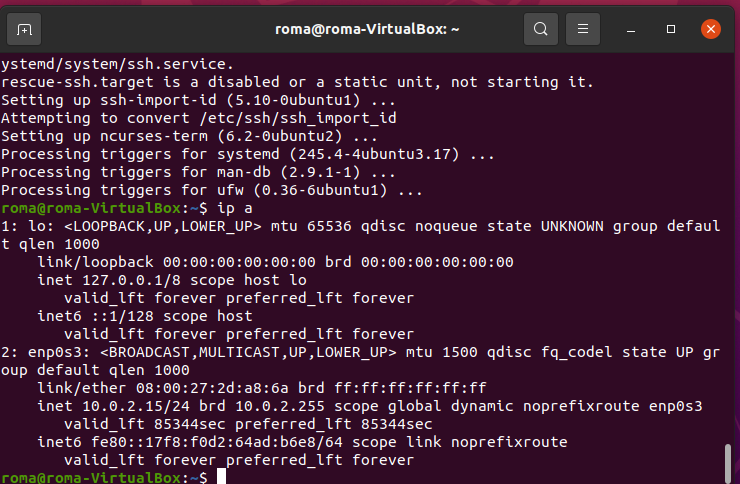 roma@roma-VirtualBox: ~
ystemd/system/ssh.service.
rescue-ssh.target is a disabled or a static unit, not starting it.
Setting up ssh-import-id (5.10-0ubuntu1) ...
Attempting to convert /etc/ssh/ssh_import_id
Setting up ncurses-term (6.2-0ubuntu2) ...
Processing triggers for systemd (245.4-4ubuntu3.17) ...
Processing triggers for man-db (2.9.1-1) ...
Processing triggers for ufw (0.36-6ubuntu1) ...
roma@roma-VirtualBox:~$ ip a
1: lo: <LOOPBACK,UP,LOWER_UP> mtu 65536 qdisc noqueue state UNKNOWN group defaul
t qlen 1000
    link/loopback 00:00:00:00:00:00 brd 00:00:00:00:00:00
    inet 127.0.0.1/8 scope host lo
       valid_lft forever preferred_lft forever
    inet6 ::1/128 scope host
       valid_lft forever preferred_lft forever
2: enp0s3: <BROADCAST,MULTICAST,UP,LOWER_UP> mtu 1500 qdisc fq_codel state UP gr
oup default qlen 1000
    link/ether 08:00:27:2d:a8:6a brd ff:ff:ff:ff:ff:ff
    inet 10.0.2.15/24 brd 10.0.2.255 scope global dynamic noprefixroute enp0s3
       valid_lft 85344sec preferred_lft 85344sec
    inet6 fe80::17f8:f0d2:64ad:b6e8/64 scope link noprefixroute
       valid_lft forever preferred_lft forever
roma@roma-VirtualBox:~$